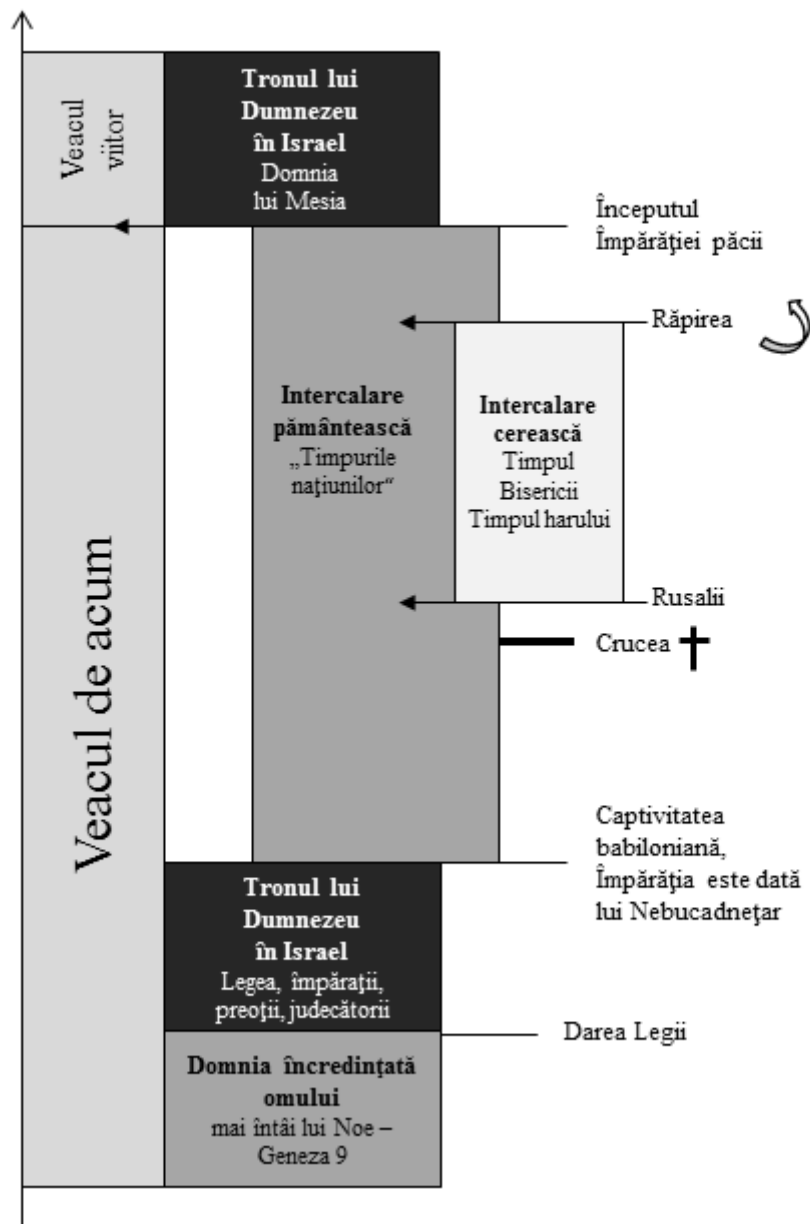 Veacul
viitor
Tronul lui
Dumnezeu
în Israel
Domnia
lui Mesia
Începutul
Împărăţiei păcii
Răpirea
Intercalare
pământească
„Timpurile
naţiunilor“
Intercalare
cerească
Timpul
Bisericii
Timpul harului
Rusalii
Crucea
Veacul de acum
Captivitatea
babiloniană,
Împărăţia este dată
lui Nebucadneţar
Tronul lui
Dumnezeu
în Israel
Legea, împăraţii,
preoţii, judecătorii
Darea Legii
Domnia încredinţată
omului
mai întâi lui Noe –
Geneza 9